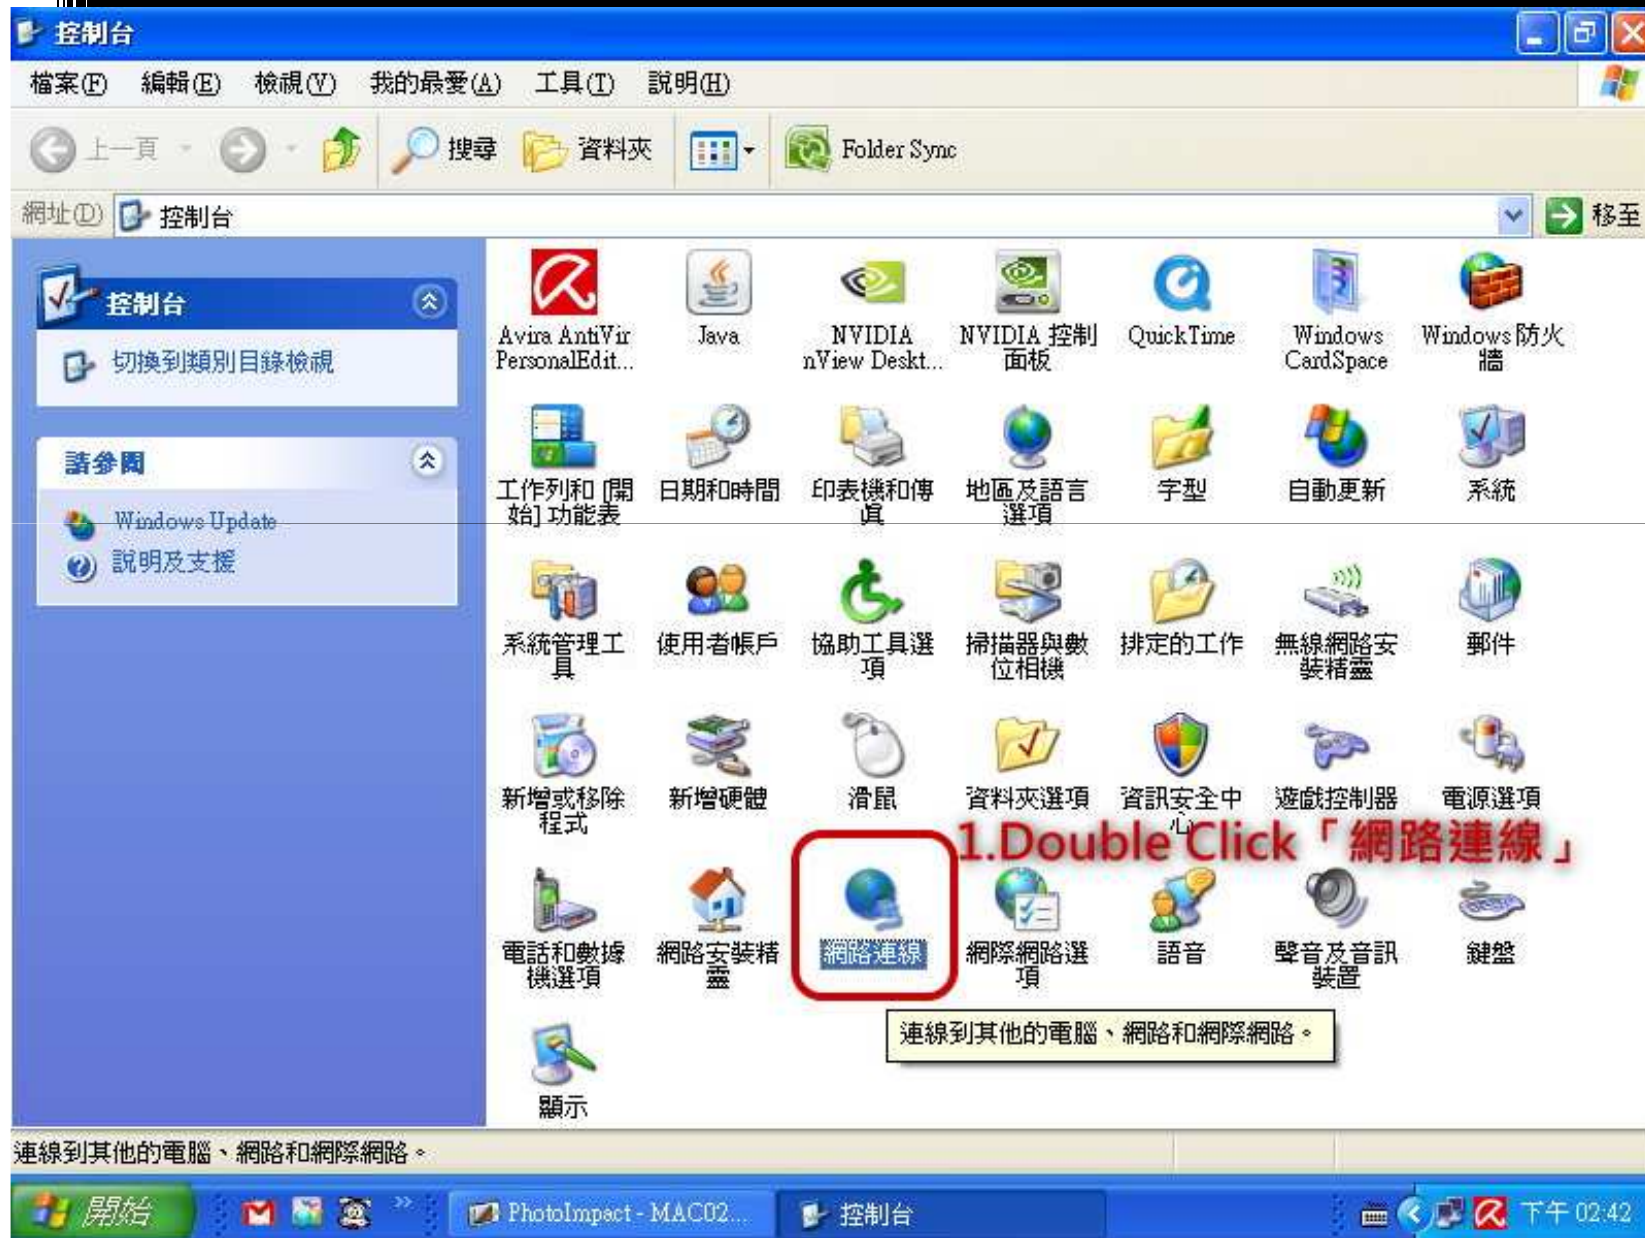 控制台
檔案(F) 編輯(E) 檢視(V) 我的最愛(A) 工具(T) 說明(H)
上一頁 搜尋 資料夾 Folder Sync
網址(D) 控制台 移至
控制台
切換到類別目錄檢視
請參閱
Windows Update
說明及支援
Avira AntiVir
PersonalEdit...
Java
NVIDIA
nView Deskt...
NVIDIA 控制
面板
QuickTime
Windows
CardSpace
Windows 防火
牆
工作列和 [開
始] 功能表
日期和時間
印表機和傳
真
地區及語言
選項
字型
自動更新
系統
系統管理工
具
使用者帳戶
協助工具選
項
掃描器與數
位相機
排定的工作
無線網路安
裝精靈
郵件
新增或移除
程式
新增硬體
滑鼠
資料夾選項
資訊安全中
心
遊戲控制器
電源選項
1.Double Click「網路連線」
電話和數據
機選項
網路安裝精
靈
網路連線
網際網路選
項
語音
聲音及音訊
裝置
鍵盤
連線到其他的電腦、網路和網際網路。
顯示
連線到其他的電腦、網路和網際網路。
開始 PhotoImpact - MAC02... 控制台 下午 02:42